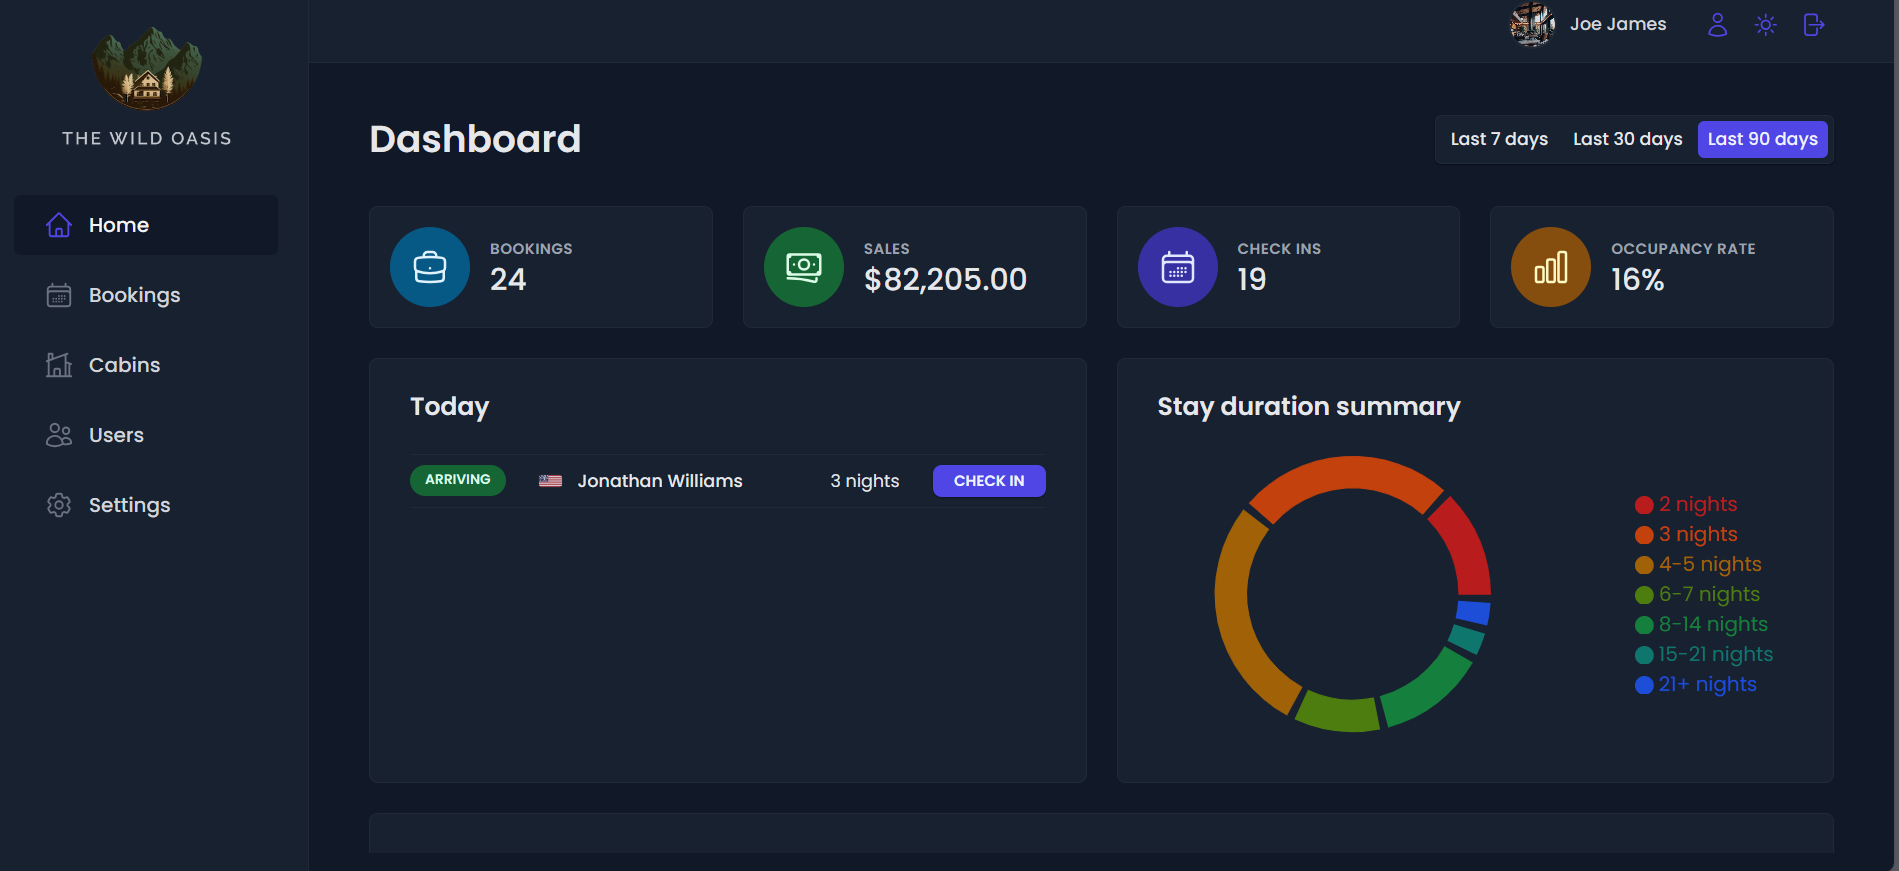 THE WILD OASIS
Home
Bookings
Cabins
Users
Settings
Joe James
Dashboard
Last 7 days Last 30 days Last 90 days
BOOKINGS
24
SALES
$82,205.00
CHECK INS
19
OCCUPANCY RATE
16%
Today
ARRIVING Jonathan Williams 3 nights CHECK IN
Stay duration summary
2 nights
3 nights
4-5 nights
6-7 nights
8-14 nights
15-21 nights
21+ nights